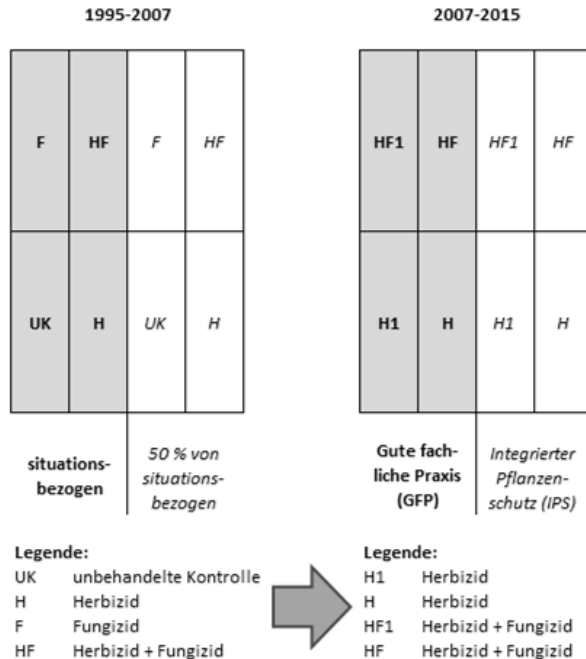 1995-2007
F HF F HF
UK H UK H
situations-
bezogen
50 % von
situations-
bezogen
Legende:
UK unbehandelte Kontrolle
H Herbizid
F Fungizid
HF Herbizid + Fungizid
2007-2015
HF1 HF HF1 HF
H1 H H1 H
Gute fach-
liche Praxis
(GFP)
Integrierter
Pflanzen-
schutz (IPS)
Legende:
H1 Herbizid
H Herbizid
HF1 Herbizid + Fungizid
HF Herbizid + Fungizid